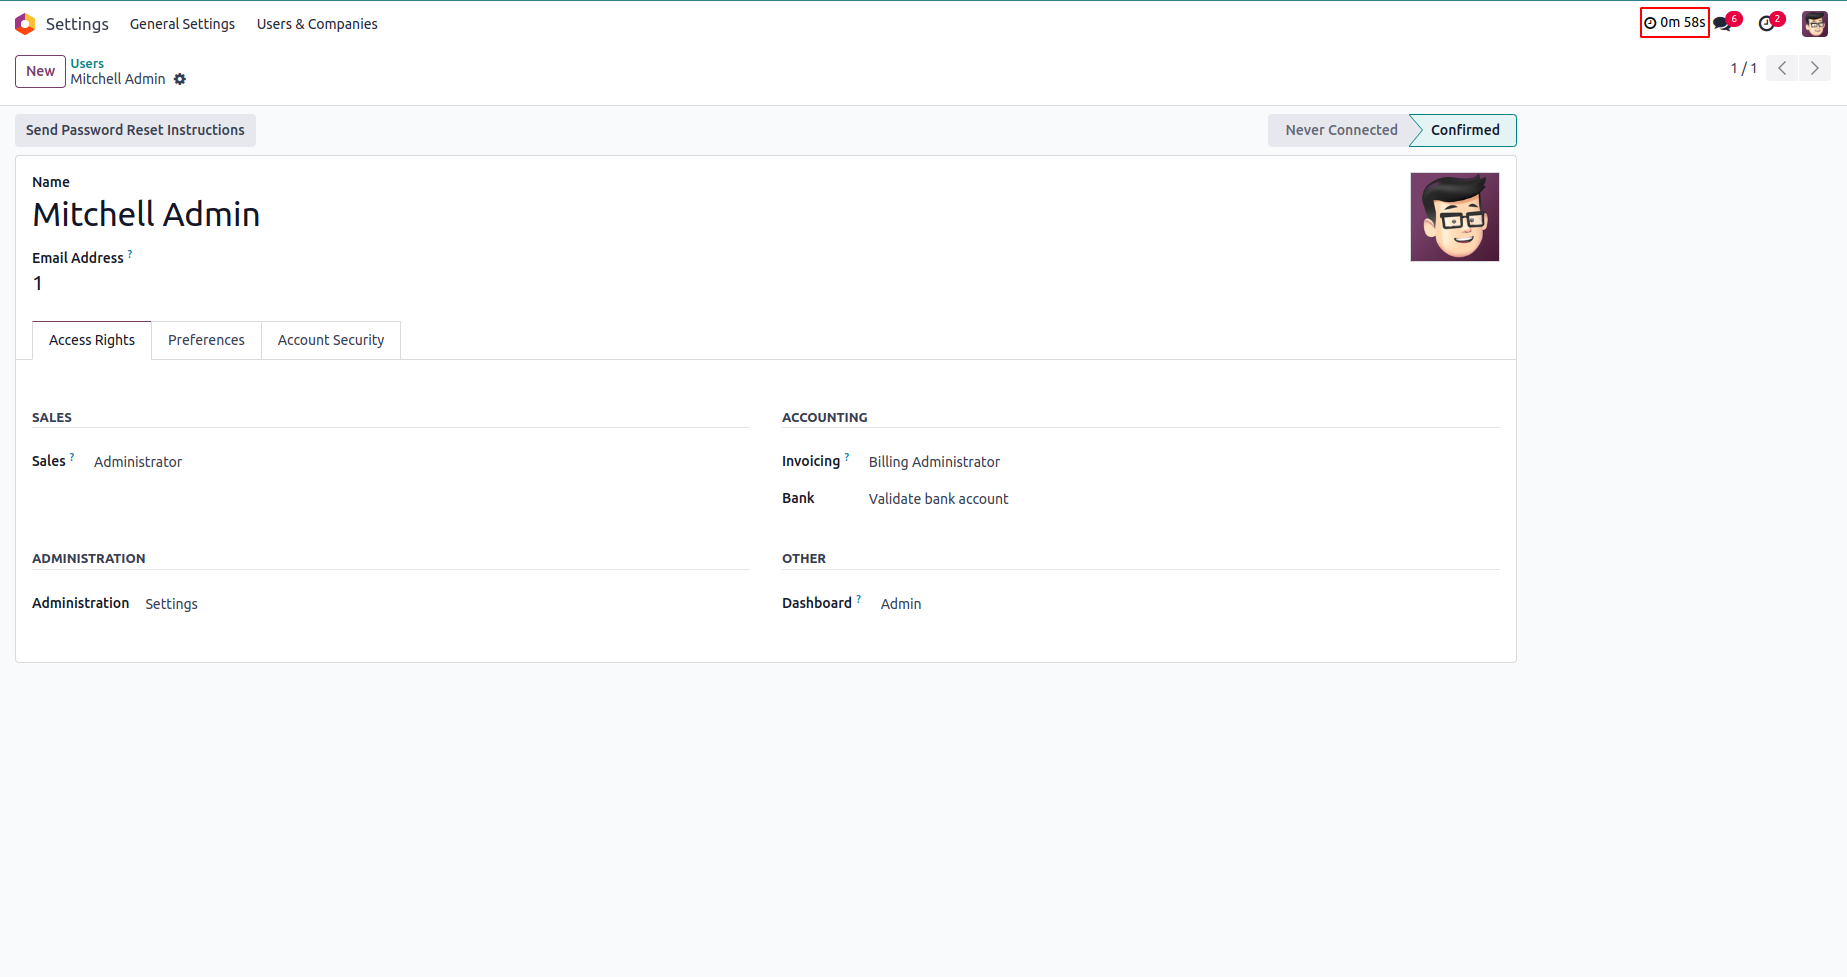 Settings General Settings Users & Companies 0m 58s 6 2
New Users
Mitchell Admin 1 / 1
Send Password Reset Instructions Never Connected Confirmed
Name
Mitchell Admin
Email Address ?
1
Access Rights Preferences Account Security
SALES ACCOUNTING
Sales ? Administrator Invoicing ? Billing Administrator
Bank Validate bank account
ADMINISTRATION OTHER
Administration Settings Dashboard ? Admin